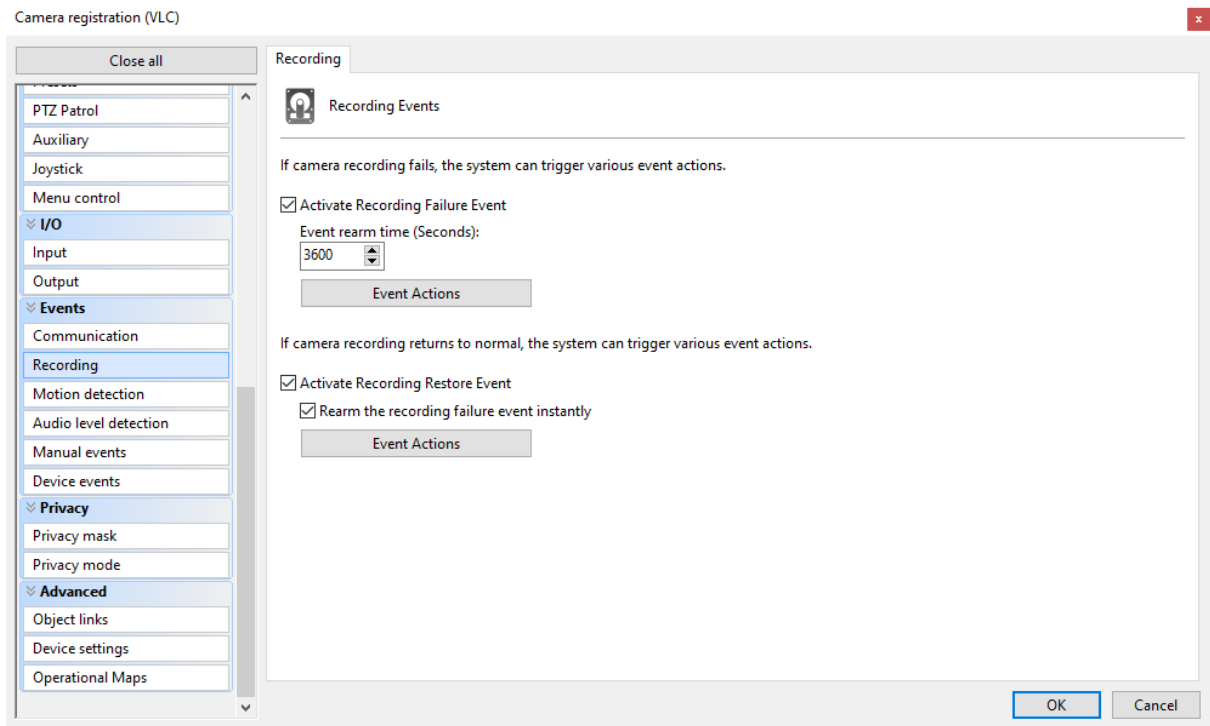 Camera registration (VLC)
x
Close all
Presets
PTZ Patrol
Auxiliary
Joystick
Menu control
I/O
Input
Output
Events
Communication
Recording
Motion detection
Audio level detection
Manual events
Device events
Privacy
Privacy mask
Privacy mode
Advanced
Object links
Device settings
Operational Maps
Recording
Recording Events
If camera recording fails, the system can trigger various event actions.
Activate Recording Failure Event
Event rearm time (Seconds):
3600
Event Actions
If camera recording returns to normal, the system can trigger various event actions.
Activate Recording Restore Event
Rearm the recording failure event instantly
Event Actions
OK
Cancel